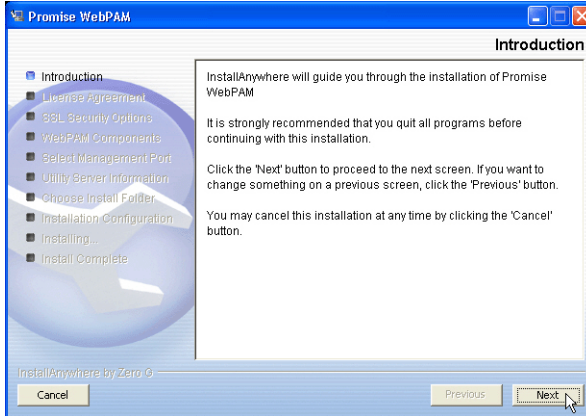 Promise WebPAM
Introduction
Introduction
License Agreement
SSL Security Options
WebPAM Components
Select Management Port
Utility Server Information
Choose Install Folder
Installation Configuration
Installing...
Install Complete
InstallAnywhere will guide you through the installation of Promise
WebPAM
It is strongly recommended that you quit all programs before
continuing with this installation.
Click the 'Next' button to proceed to the next screen. If you want to
change something on a previous screen, click the 'Previous' button.
You may cancel this installation at any time by clicking the 'Cancel'
button.
InstallAnywhere by Zero G
Cancel
Previous
Next